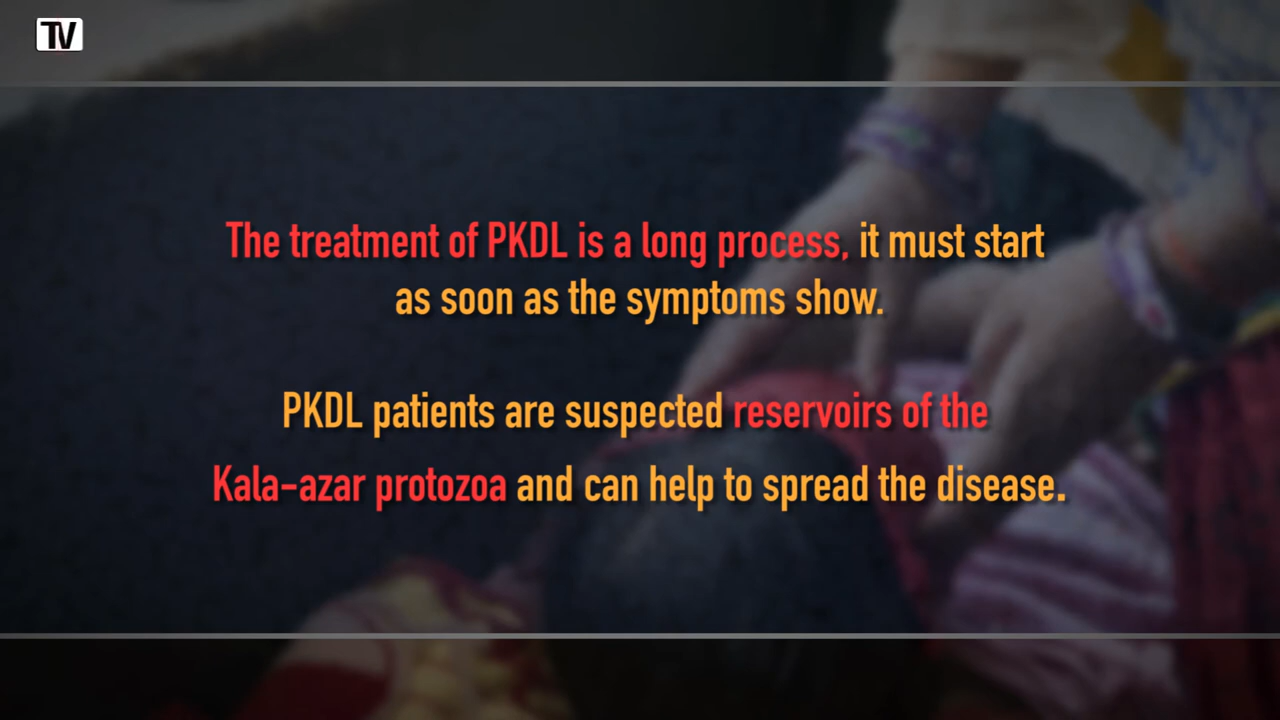 TV
The treatment of PKDL is a long process, it must start
as soon as the symptoms show.
PKDL patients are suspected reservoirs of the
Kala-azar protozoa and can help to spread the disease.